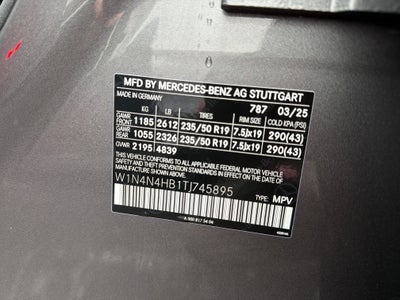 MFD BY MERCEDES-BENZ AG STUTTGART
MADE IN GERMANY 787 03/25
KG LB TIRES RIM SIZE COLD KPA (PSI)
GAWR FRONT 1185 2612 235/50 R19 7.5Jx19 290(43)
GAWR REAR 1055 2326 235/50 R19 7.5Jx19 290(43)
GVWR 2195 4839
THIS VEHICLE CONFORMS TO ALL APPLICABLE FEDERAL MOTOR VEHICLE
SAFETY AND THEFT PREVENTION STANDARDS IN EFFECT ON THE DATE OF
MANUFACTURE SHOWN ABOVE.
W1N4N4HB1TJ745895 TYPE: MPV